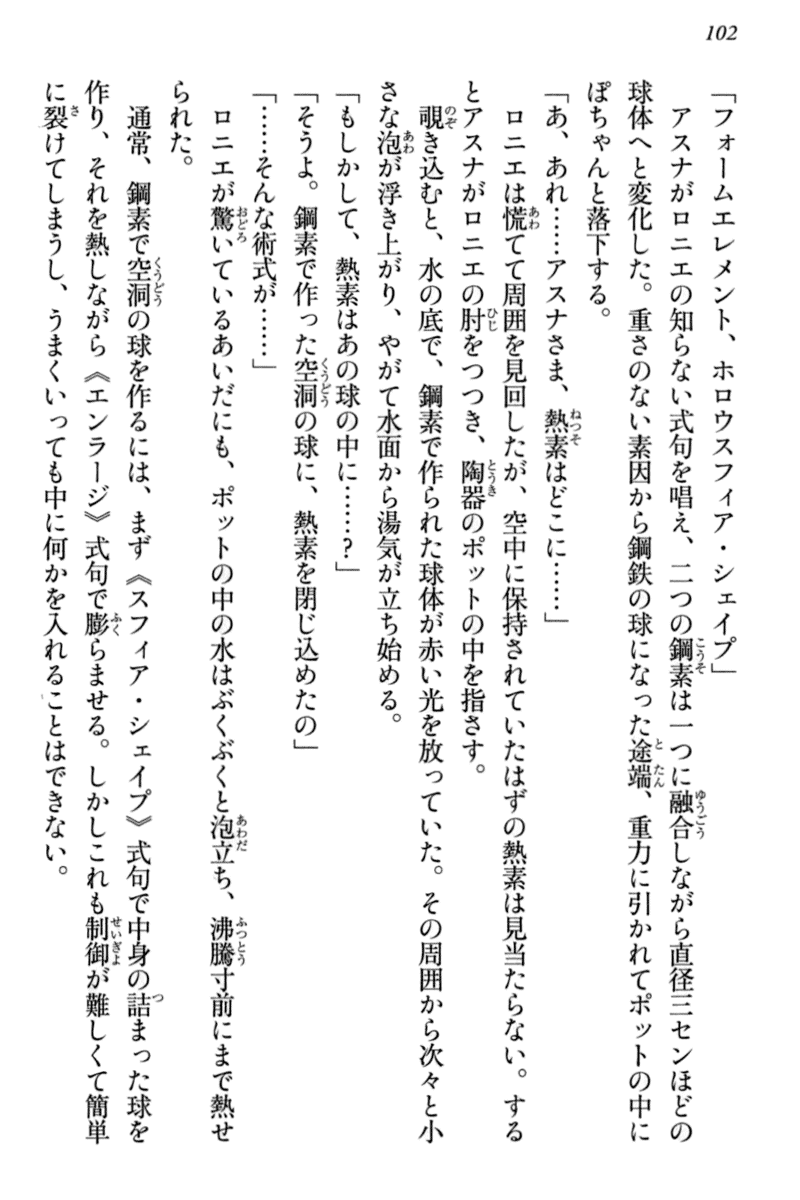 102
「フォームエレメント、ホロウスフィア・シェイプ」
アスナがロニエの知らない式句を唱え、二つの鋼素は一つに融合しながら直径三センほどの
球体へと変化した。重さのない素因から鋼鉄の球になった途端、重力に引かれてポットの中に
ぽちゃんと落下する。
「あ、あれ……アスナさま、熱素はどこに……」
ロニエは慌てて周囲を見回したが、空中に保持されていたはずの熱素は見当たらない。する
とアスナがロニエの肘をつつき、陶器のポットの中を指さす。
覗き込むと、水の底で、鋼素で作られた球体が赤い光を放っていた。その周囲から次々と小
さな泡が浮き上がり、やがて水面から湯気が立ち始める。
「もしかして、熱素はあの球の中に……？」
「そうよ。鋼素で作った空洞の球に、熱素を閉じ込めたの」
「……そんな術式が……」
ロニエが驚いているあいだにも、ポットの中の水はぶくぶくと泡立ち、沸騰寸前にまで熱せ
られた。
通常、鋼素で空洞の球を作るには、まず《スフィア・シェイプ》式句で中身の詰まった球を
作り、それを熱しながら《エンラージ》式句で膨らませる。しかしこれも制御が難しくて簡単
に裂けてしまうし、うまくいっても中に何かを入れることはできない。